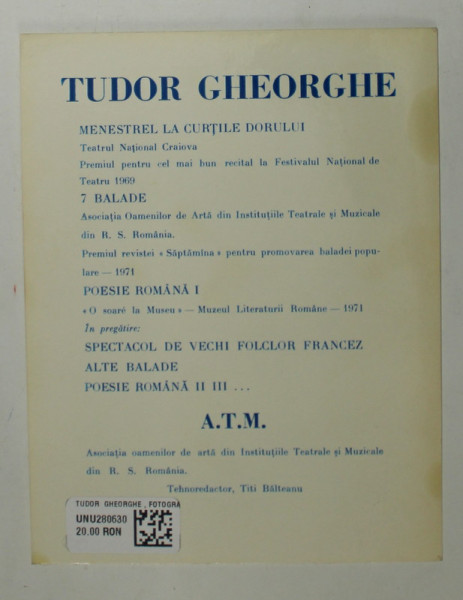 TUDOR GHEORGHE
MENESTREL LA CURȚILE DORULUI
Teatrul Național Craiova
Premiul pentru cel mai bun recital la Festivalul Național de
Teatru 1969
7 BALADE
Asociația Oamenilor de Artă din Instituțiile Teatrale și Muzicale
din R. S. România.
Premiul revistei « Săptămîna » pentru promovarea baladei popu-
lare — 1971
POESIE ROMÂNĂ I
« O soaré la Museu » — Muzeul Literaturii Române — 1971
În pregătire:
SPECTACOL DE VECHI FOLCLOR FRANCEZ
ALTE BALADE
POESIE ROMÂNĂ II III ...
A.T.M.
Asociația oamenilor de artă din Instituțiile Teatrale și Muzicale
din R. S. România.
Tehnoredactor, Titi Bălteanu
TUDOR GHEORGHE , FOTOGRA
UNU280630
20.00 RON